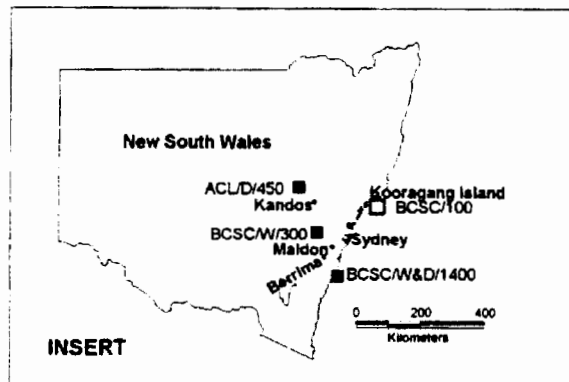 New South Wales
ACL/D/450
Kandos
Kooragang Island
BCSC/100
BCSC/W/300
Maldon
Sydney
Berrima
BCSC/W&D/1400
0 200 400
Kilometers
INSERT